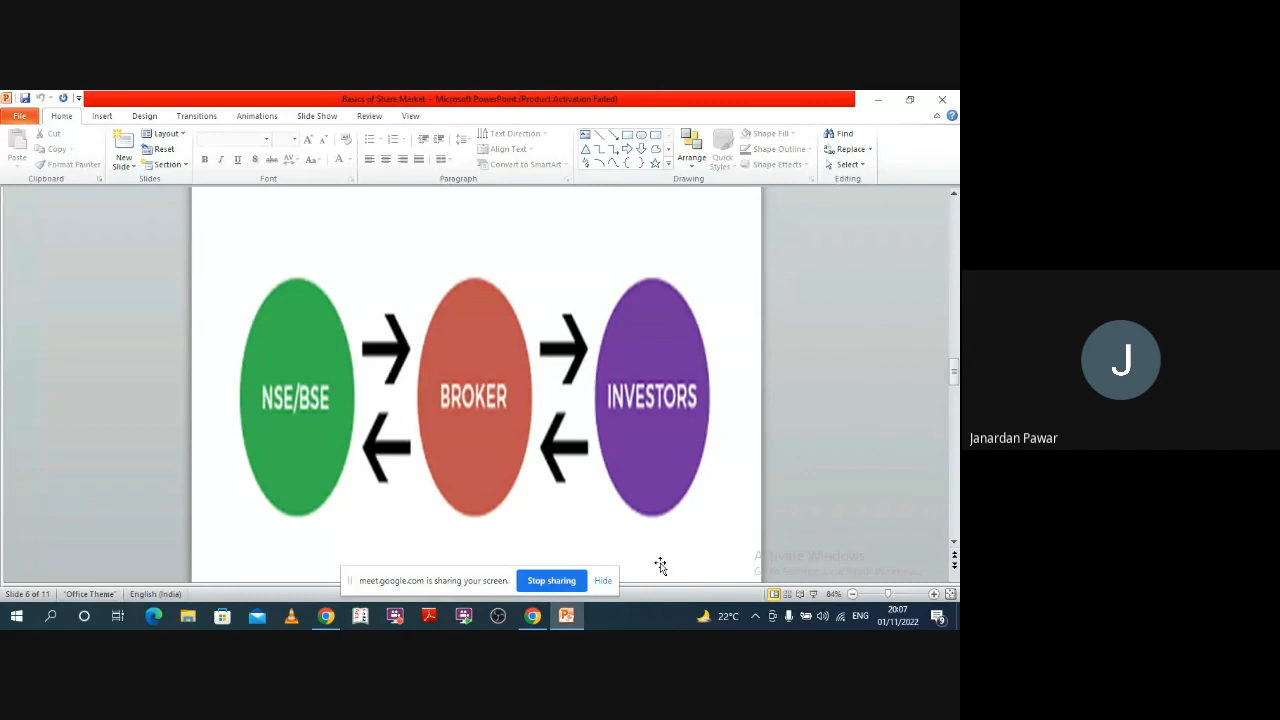 Basics of Share Market - Microsoft PowerPoint (Product Activation Failed)
File Home Insert Design Transitions Animations Slide Show Review View
Paste
Cut
Copy
Format Painter
Clipboard
New
Slide
Layout
Reset
Section
Slides
B I U S abc AV Aa A
Font
Text Direction
Align Text
Convert to SmartArt
Paragraph
Arrange
Quick
Styles
Shape Fill
Shape Outline
Shape Effects
Drawing
Find
Replace
Select
Editing
NSE/BSE
BROKER
INVESTORS
J
Janardan Pawar
Activate Windows
meet.google.com is sharing your screen.
Stop sharing
Hide
Slide 6 of 11
"Office Theme"
English (India)
84%
22°C
ENG
20:07
01/11/2022
9